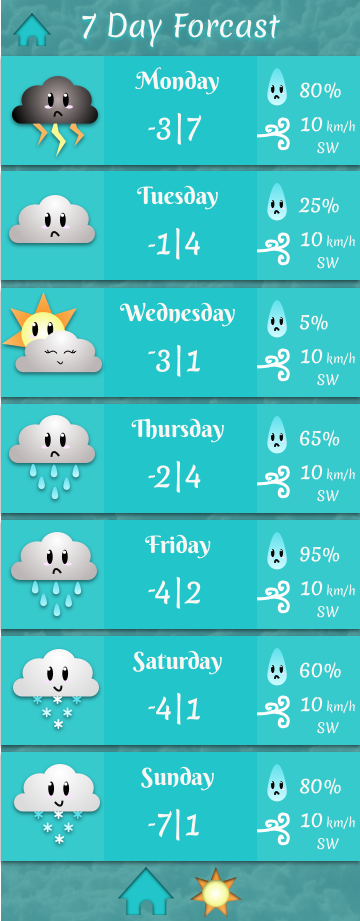 7 Day Forcast
Monday
-3|7
80%
10 km/h
SW
Tuesday
-1|4
25%
10 km/h
SW
Wednesday
-3|1
5%
10 km/h
SW
Thursday
-2|4
65%
10 km/h
SW
Friday
-4|2
95%
10 km/h
SW
Saturday
-4|1
60%
10 km/h
SW
Sunday
-7|1
80%
10 km/h
SW